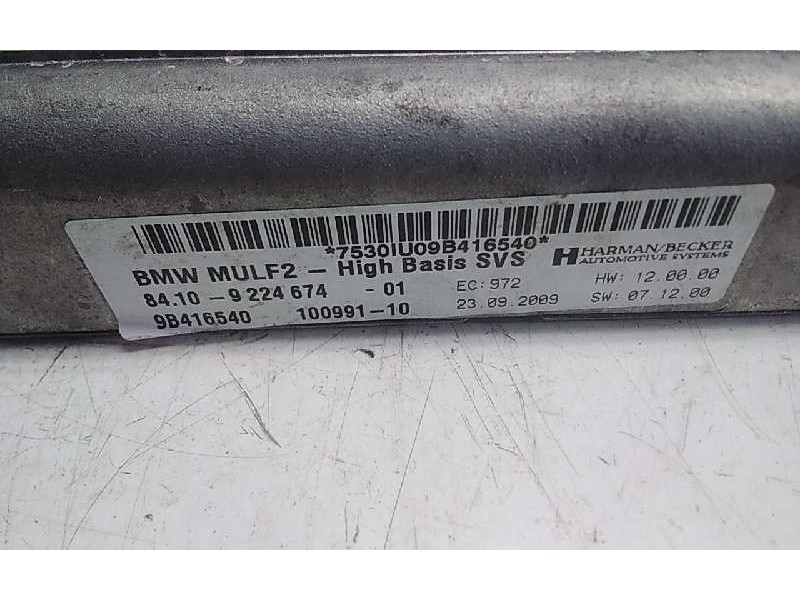 *7530IU09B416540*
BMW MULF2 - High Basis SVS
HARMAN/BECKER
AUTOMOTIVE SYSTEMS
84.10 - 9 224 674 - 01
EC: 972
HW: 12.00.00
9B416540 100991-10
23.09.2009
SW: 07.12.00